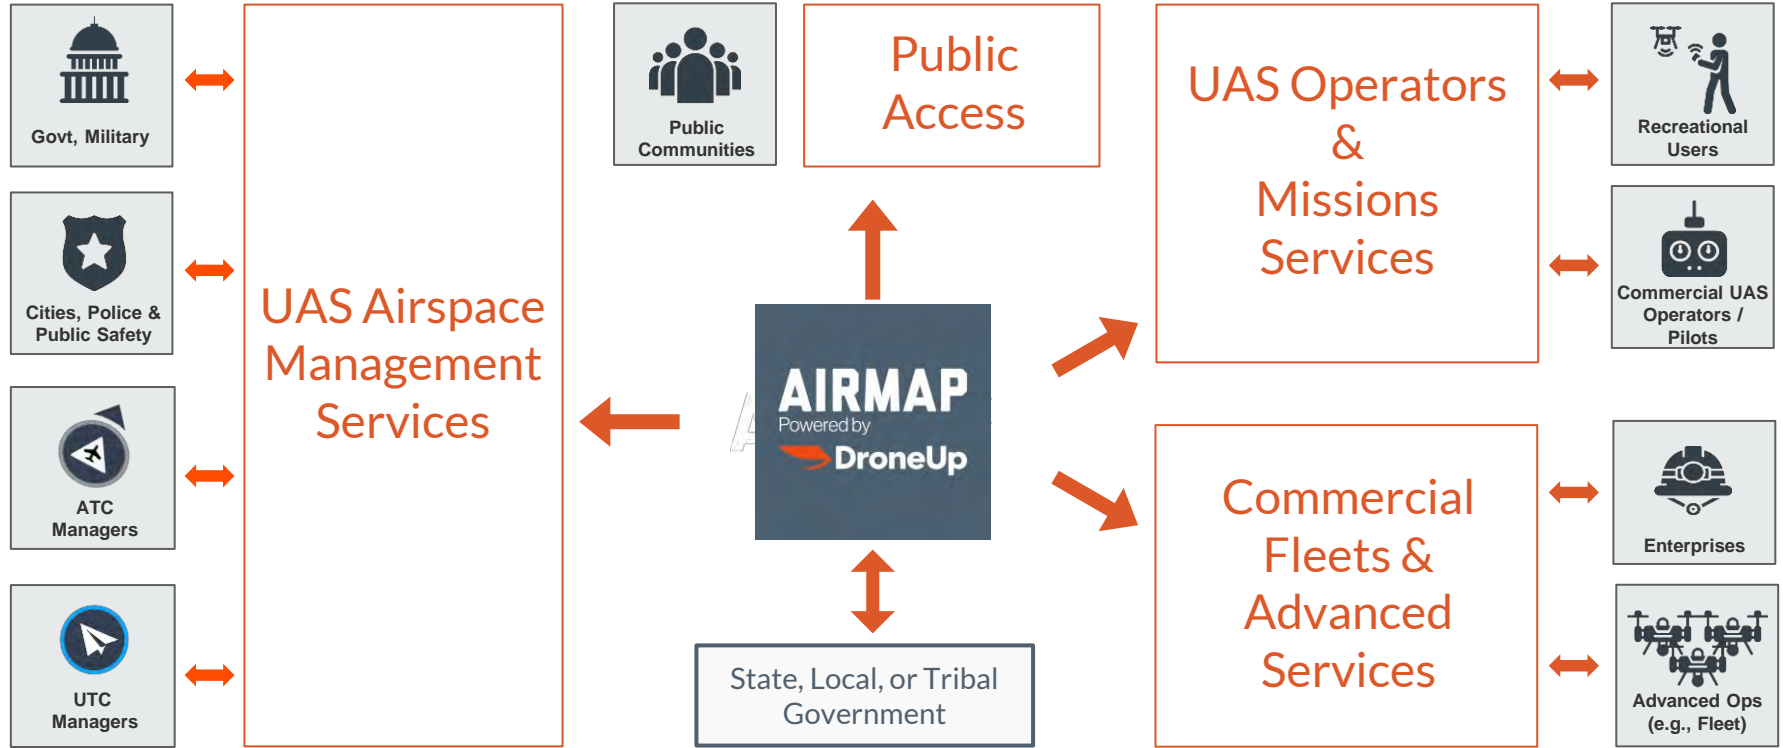 Govt, Military
Cities, Police &
Public Safety
ATC
Managers
UTC
Managers
UAS Airspace
Management
Services
Public
Communities
Public
Access
AIRMAP
Powered by
DroneUp
State, Local, or Tribal
Government
UAS Operators
&
Missions
Services
Commercial
Fleets &
Advanced
Services
Recreational
Users
Commercial UAS
Operators /
Pilots
Enterprises
Advanced Ops
(e.g., Fleet)